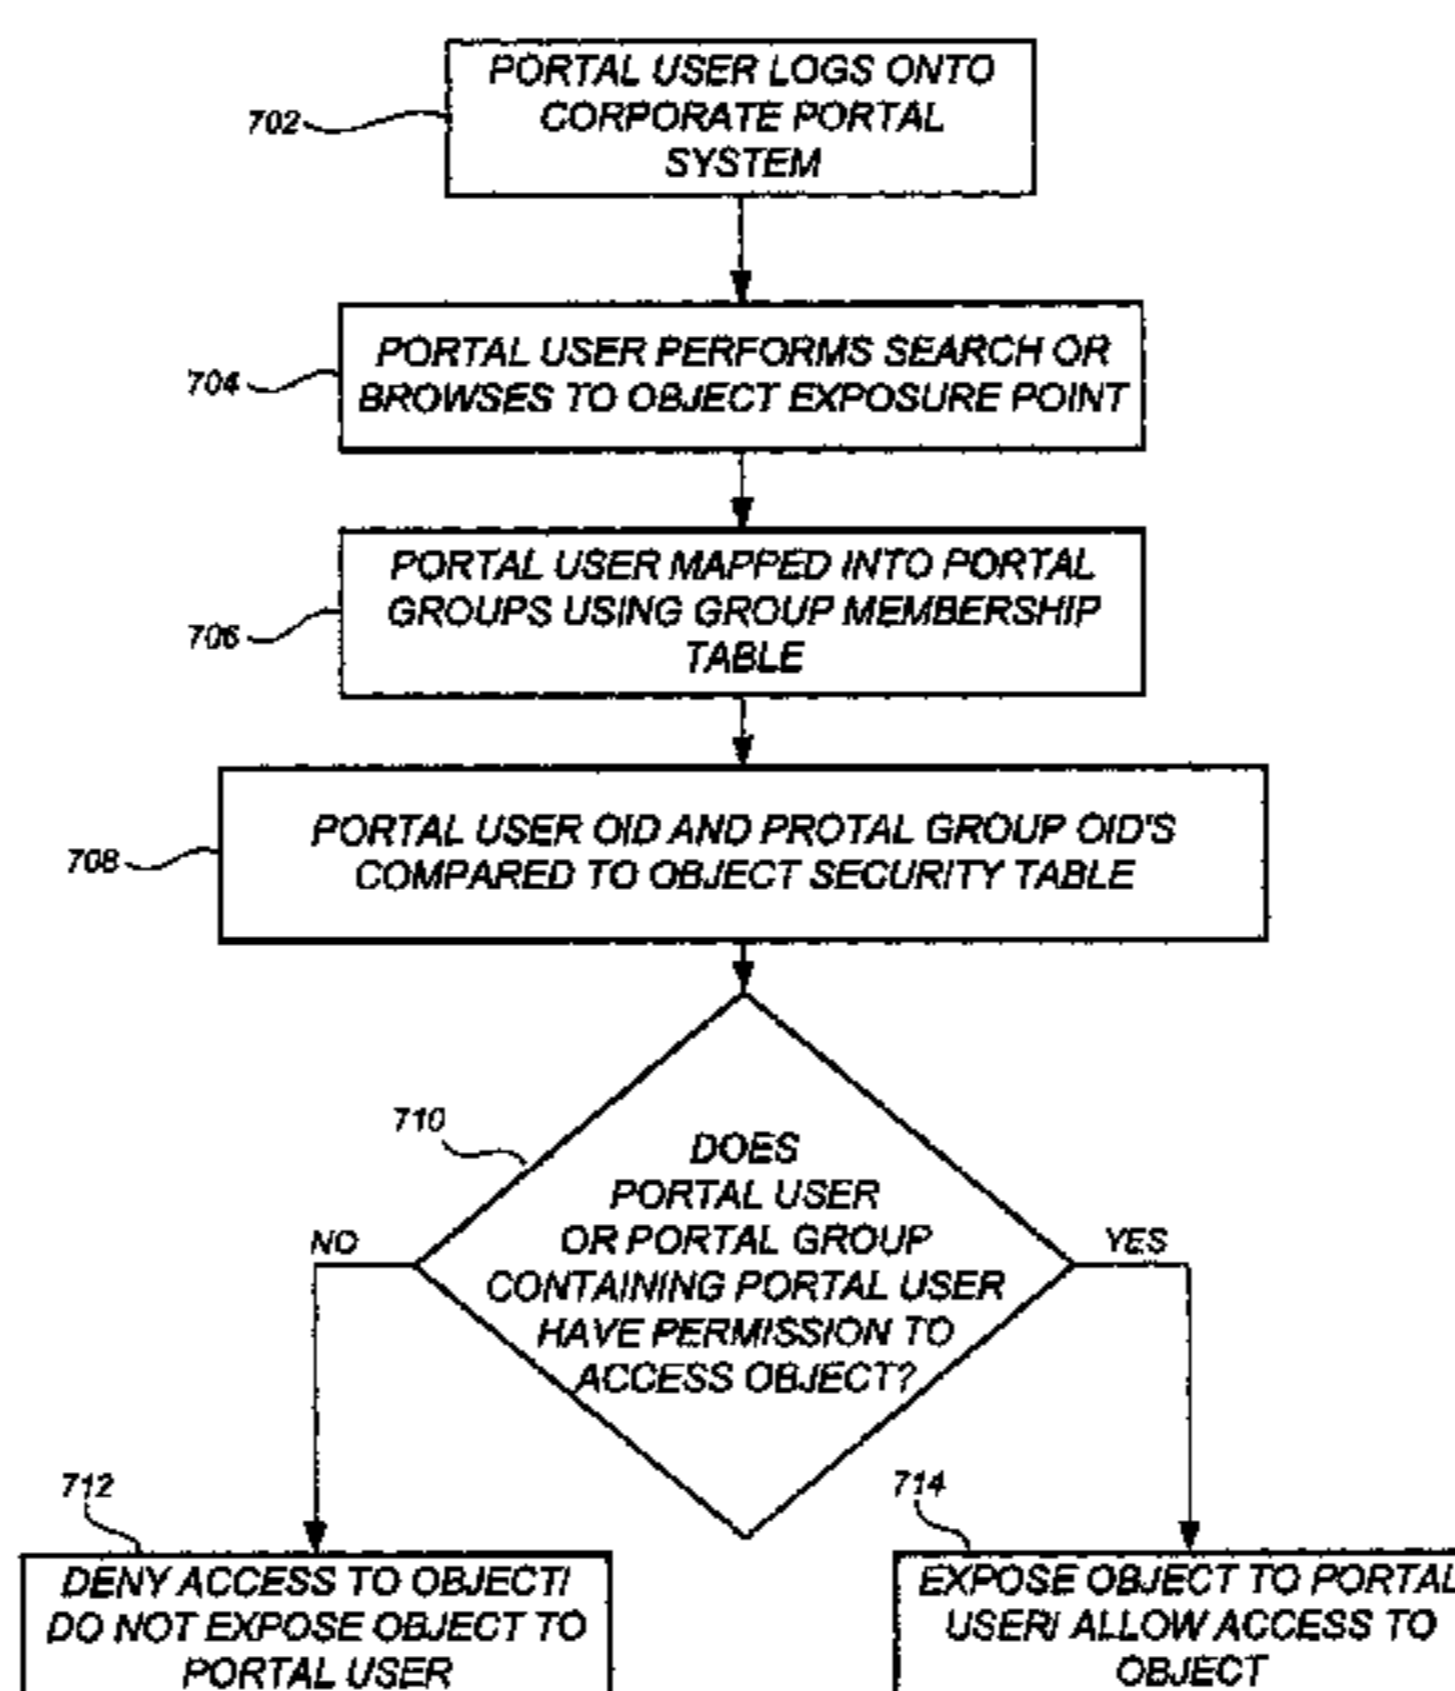 702
PORTAL USER LOGS ONTO
CORPORATE PORTAL
SYSTEM
704
PORTAL USER PERFORMS SEARCH OR
BROWSES TO OBJECT EXPOSURE POINT
706
PORTAL USER MAPPED INTO PORTAL
GROUPS USING GROUP MEMBERSHIP
TABLE
708
PORTAL USER OID AND PROTAL GROUP OID'S
COMPARED TO OBJECT SECURITY TABLE
710
DOES
PORTAL USER
OR PORTAL GROUP
CONTAINING PORTAL USER
HAVE PERMISSION TO
ACCESS OBJECT?
NO
YES
712
DENY ACCESS TO OBJECT/
DO NOT EXPOSE OBJECT TO
PORTAL USER
714
EXPOSE OBJECT TO PORTAL
USER/ ALLOW ACCESS TO
OBJECT